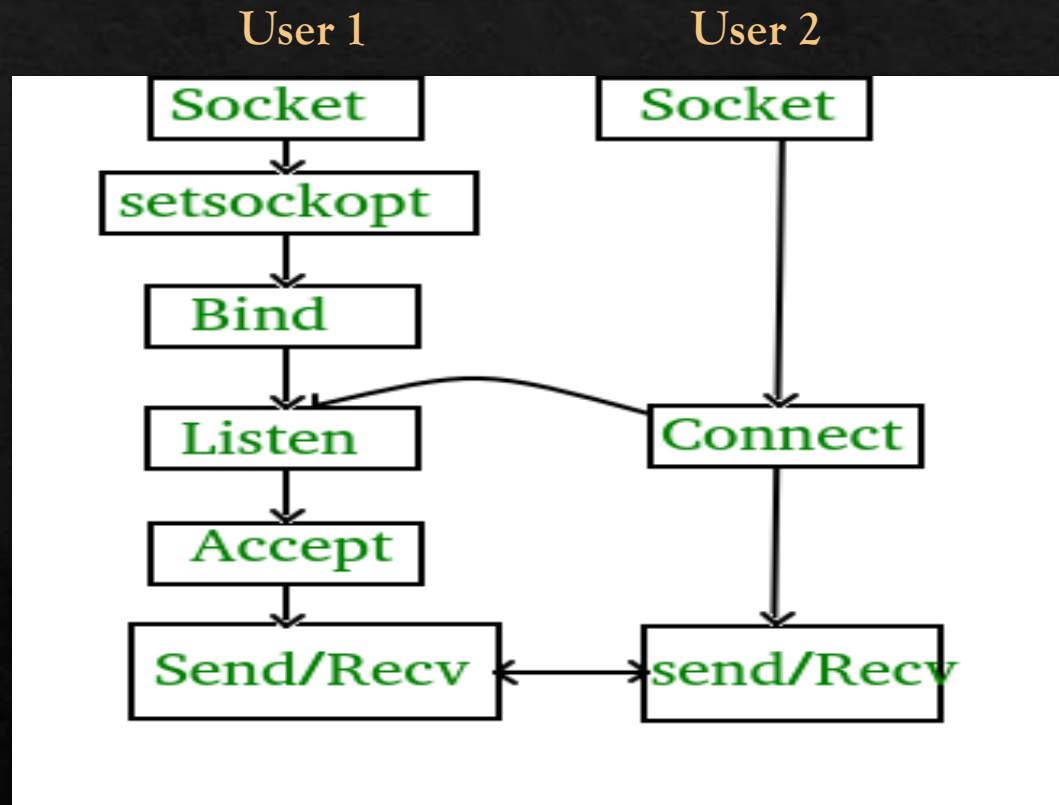 User 1
User 2
Socket
Socket
setsockopt
Bind
Listen
Connect
Accept
Send/Recv
send/Recv